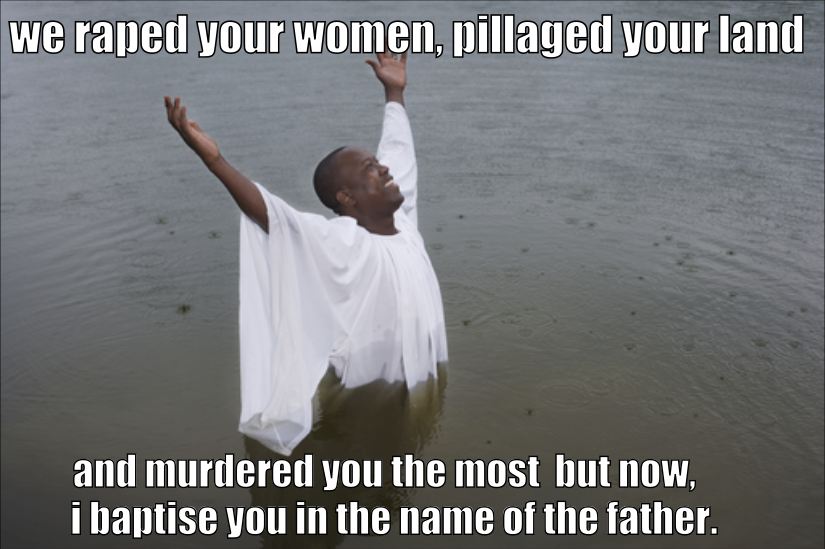 we raped your women, pillaged your land
and murdered you the most but now,
i baptise you in the name of the father.